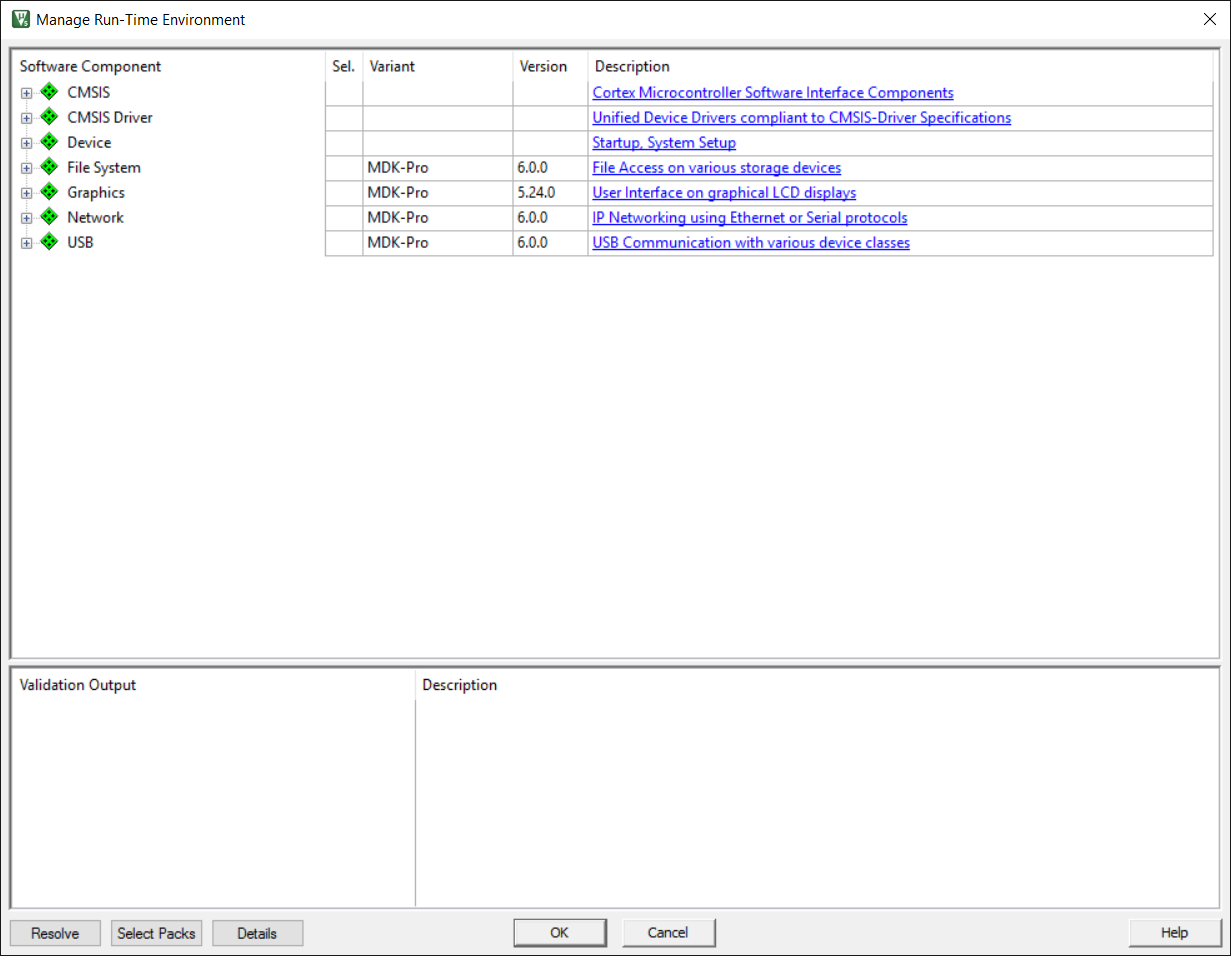 Manage Run-Time Environment
Software Component Sel. Variant Version Description
CMSIS Cortex Microcontroller Software Interface Components
CMSIS Driver Unified Device Drivers compliant to CMSIS-Driver Specifications
Device Startup, System Setup
File System MDK-Pro 6.0.0 File Access on various storage devices
Graphics MDK-Pro 5.24.0 User Interface on graphical LCD displays
Network MDK-Pro 6.0.0 IP Networking using Ethernet or Serial protocols
USB MDK-Pro 6.0.0 USB Communication with various device classes
Validation Output Description
Resolve Select Packs Details OK Cancel Help